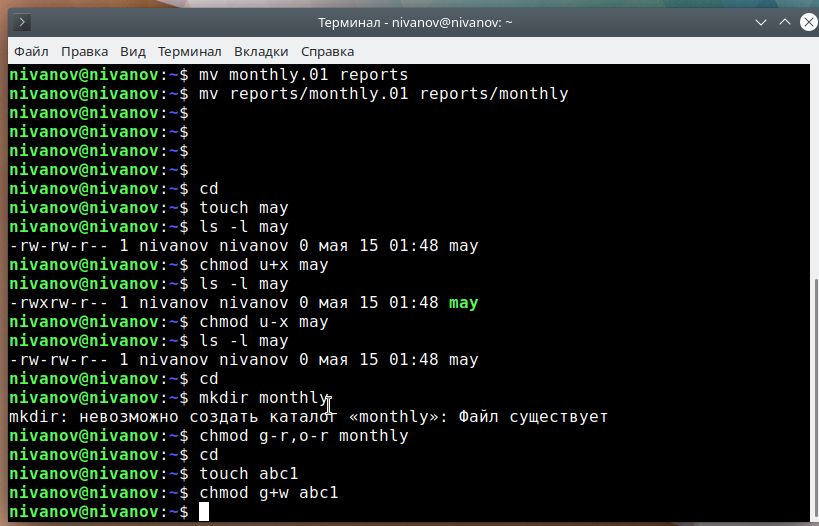 Терминал - nivanov@nivanov: ~
Файл Правка Вид Терминал Вкладки Справка
nivanov@nivanov:~$ mv monthly.01 reports
nivanov@nivanov:~$ mv reports/monthly.01 reports/monthly
nivanov@nivanov:~$
nivanov@nivanov:~$
nivanov@nivanov:~$
nivanov@nivanov:~$
nivanov@nivanov:~$ cd
nivanov@nivanov:~$ touch may
nivanov@nivanov:~$ ls -l may
-rw-rw-r-- 1 nivanov nivanov 0 мая 15 01:48 may
nivanov@nivanov:~$ chmod u+x may
nivanov@nivanov:~$ ls -l may
-rwxrw-r-- 1 nivanov nivanov 0 мая 15 01:48 may
nivanov@nivanov:~$ chmod u-x may
nivanov@nivanov:~$ ls -l may
-rw-rw-r-- 1 nivanov nivanov 0 мая 15 01:48 may
nivanov@nivanov:~$ cd
nivanov@nivanov:~$ mkdir monthly
mkdir: невозможно создать каталог «monthly»: Файл существует
nivanov@nivanov:~$ chmod g-r,o-r monthly
nivanov@nivanov:~$ cd
nivanov@nivanov:~$ touch abc1
nivanov@nivanov:~$ chmod g+w abc1
nivanov@nivanov:~$